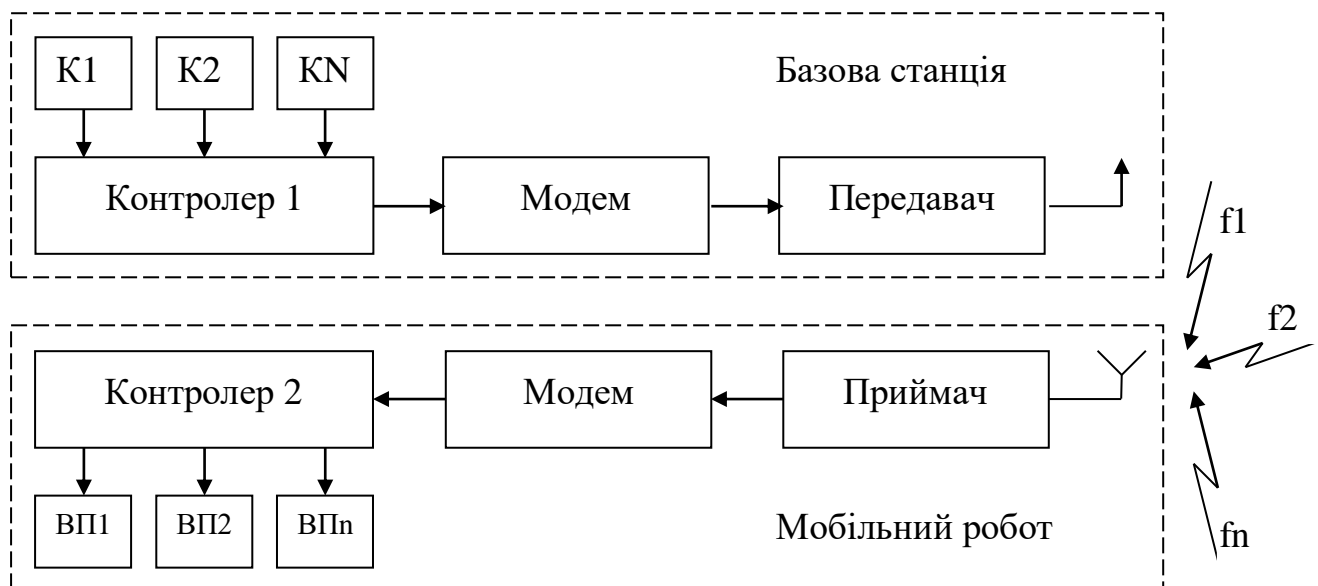 К1 К2 КN
Базова станція
Контролер 1 Модем Передавач
f1
f2
Контролер 2 Модем Приймач
ВП1 ВП2 ВПn
Мобільний робот
fn